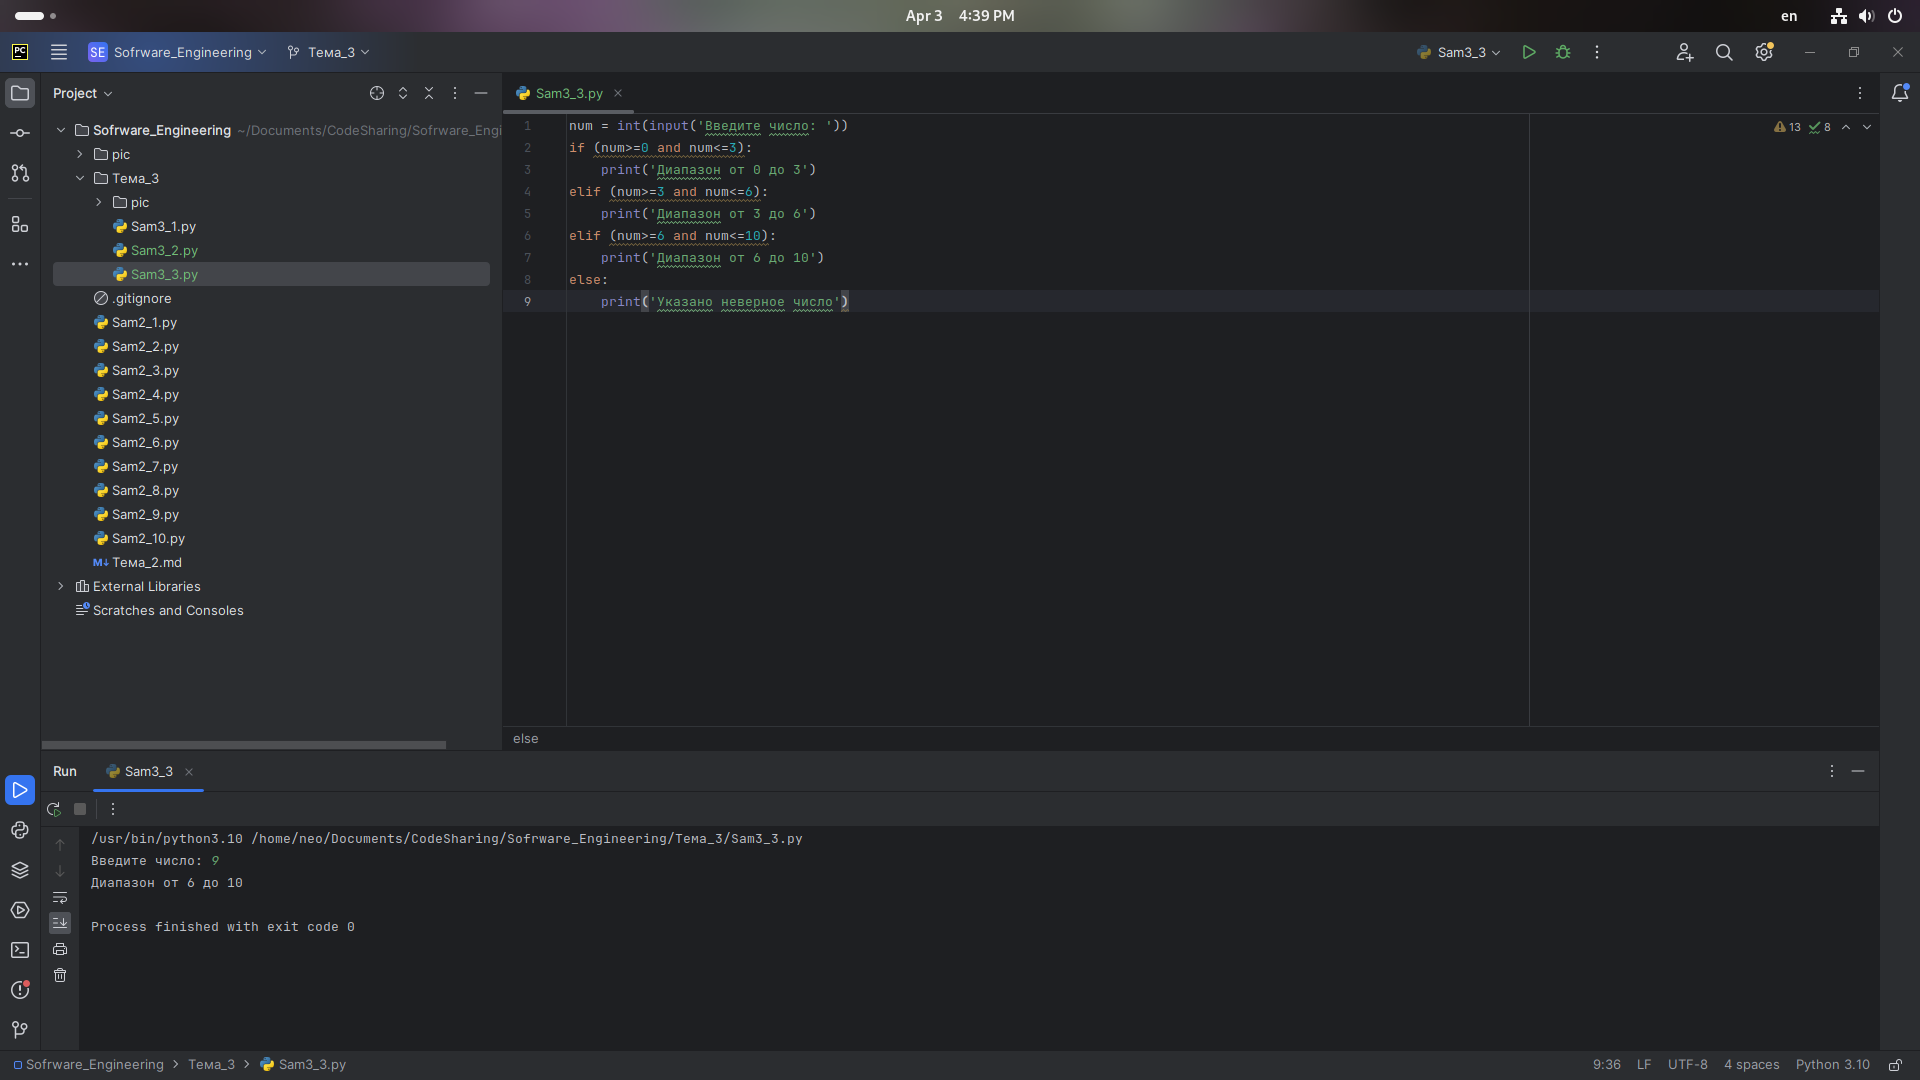 Apr 3 4:39 PM
en
PC
SE Sofrware_Engineering
Тема_3
Sam3_3
Project
Sam3_3.py
Sofrware_Engineering ~/Documents/CodeSharing/Sofrware_Engi
pic
Тема_3
pic
Sam3_1.py
Sam3_2.py
Sam3_3.py
.gitignore
Sam2_1.py
Sam2_2.py
Sam2_3.py
Sam2_4.py
Sam2_5.py
Sam2_6.py
Sam2_7.py
Sam2_8.py
Sam2_9.py
Sam2_10.py
M↓ Тема_2.md
External Libraries
Scratches and Consoles
13 8
1 num = int(input('Введите число: '))
2 if (num>=0 and num<=3):
3 print('Диапазон от 0 до 3')
4 elif (num>=3 and num<=6):
5 print('Диапазон от 3 до 6')
6 elif (num>=6 and num<=10):
7 print('Диапазон от 6 до 10')
8 else:
9 print('Указано неверное число')
else
Run
Sam3_3
/usr/bin/python3.10 /home/neo/Documents/CodeSharing/Sofrware_Engineering/Тема_3/Sam3_3.py
Введите число: 9
Диапазон от 6 до 10
Process finished with exit code 0
Sofrware_Engineering > Тема_3 > Sam3_3.py
9:36 LF UTF-8 4 spaces Python 3.10